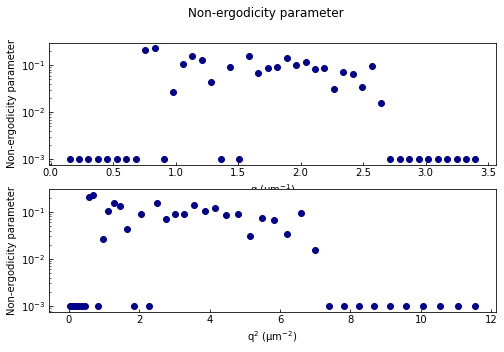 Non-ergodicity parameter
Non-ergodicity parameter
10⁻¹
10⁻²
10⁻³
0.0 0.5 1.0 1.5 2.0 2.5 3.0 3.5
q (μm⁻¹)
Non-ergodicity parameter
10⁻¹
10⁻²
10⁻³
0 2 4 6 8 10 12
q² (μm⁻²)